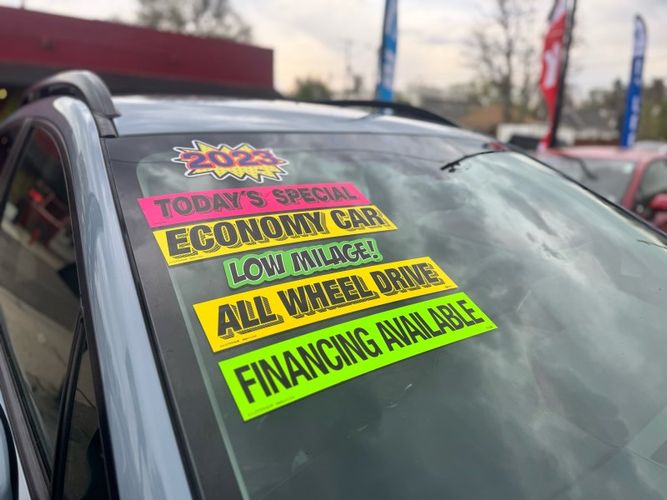 2023
TODAY'S SPECIAL
ECONOMY CAR
LOW MILAGE!
ALL WHEEL DRIVE
FINANCING AVAILABLE